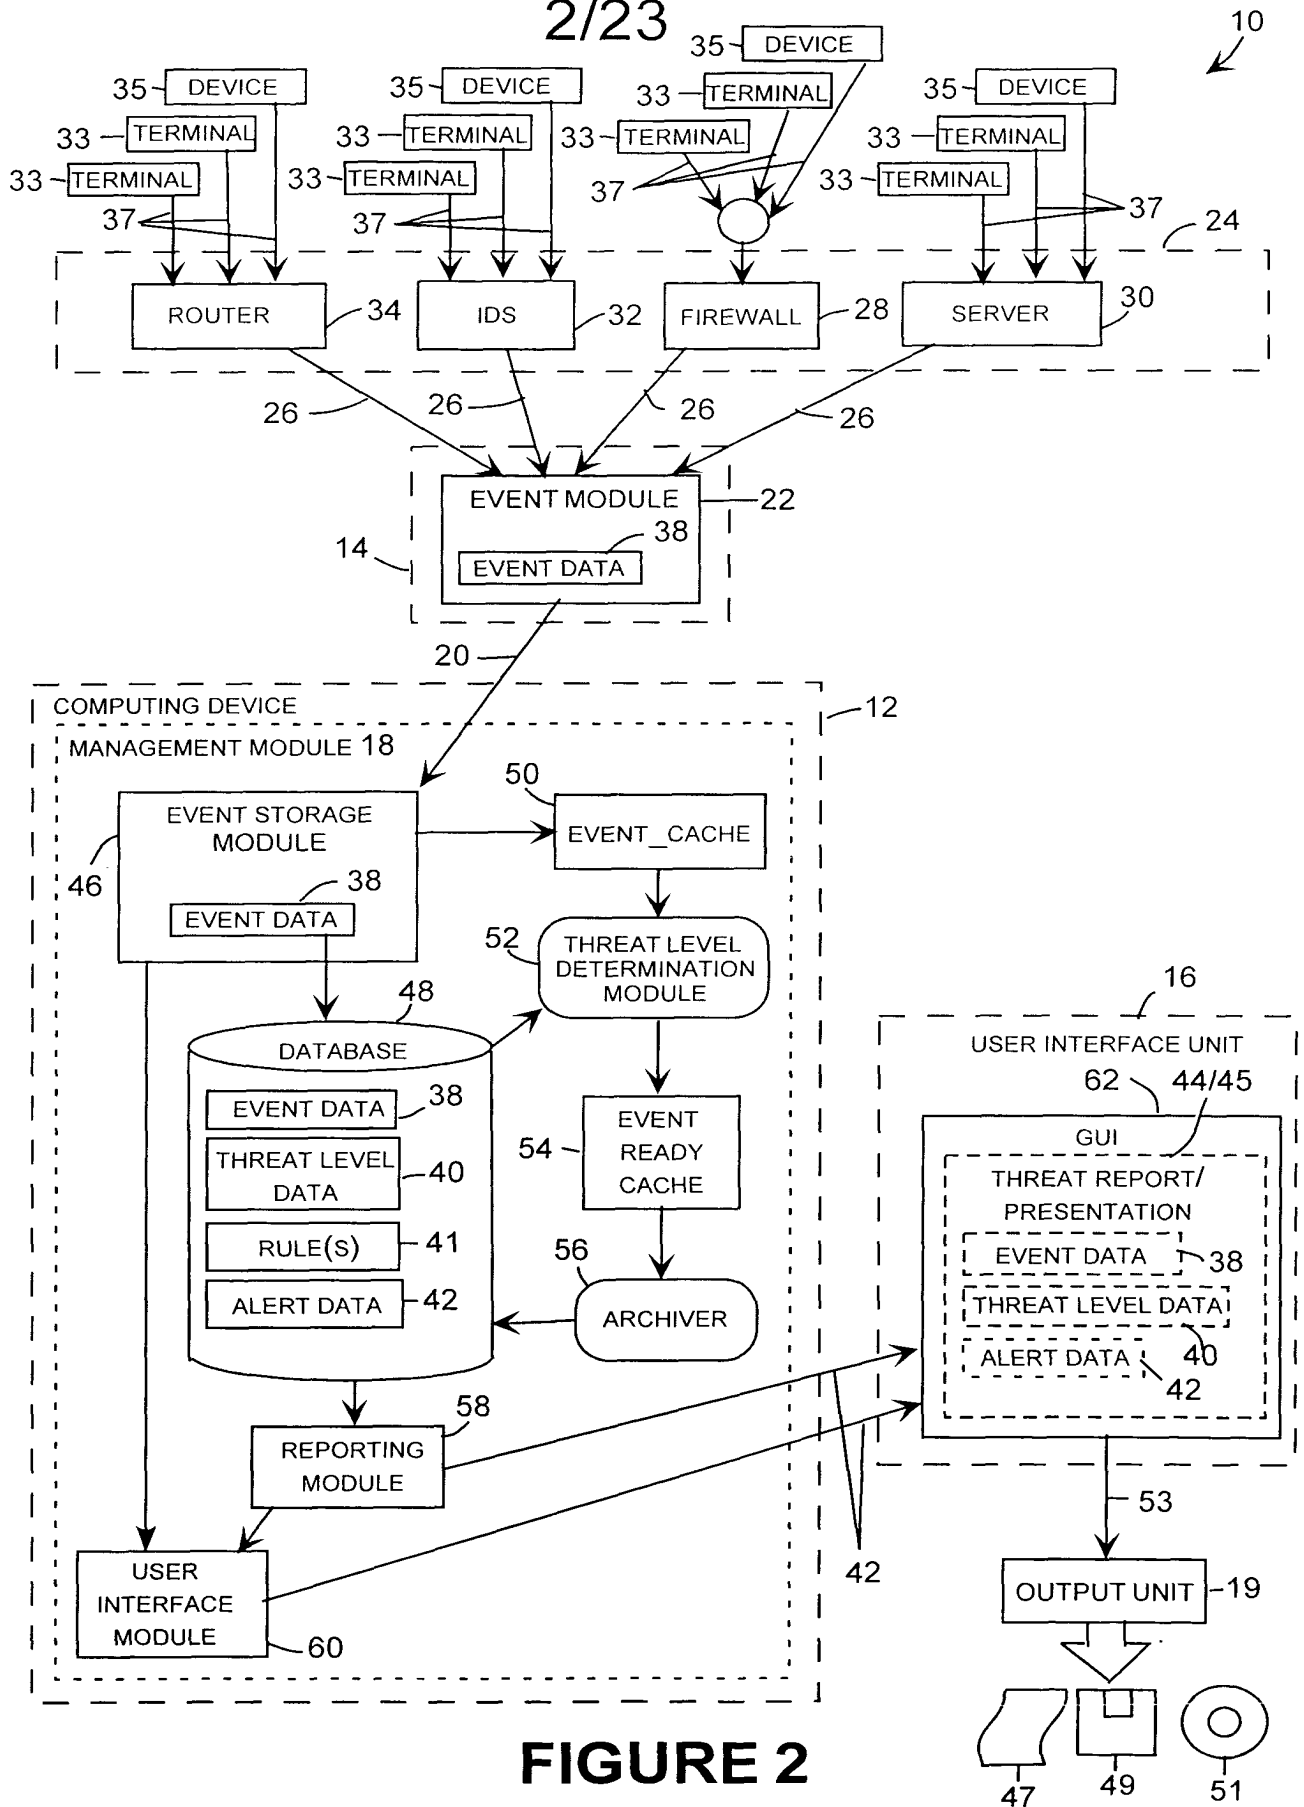 2/23
10
35 DEVICE
35 DEVICE
35 DEVICE
35 DEVICE
33 TERMINAL
33 TERMINAL
33 TERMINAL
33 TERMINAL
33 TERMINAL
33 TERMINAL
33 TERMINAL
33 TERMINAL
37
37
37
37
24
ROUTER
34
IDS
32
FIREWALL
28
SERVER
30
26
26
26
26
EVENT MODULE
22
14
38
EVENT DATA
20
COMPUTING DEVICE
12
MANAGEMENT MODULE 18
EVENT STORAGE
MODULE
46
38
EVENT DATA
50
EVENT_CACHE
52
THREAT LEVEL
DETERMINATION
MODULE
48
DATABASE
EVENT DATA
38
THREAT LEVEL
DATA
40
RULE(S)
41
ALERT DATA
42
54
EVENT
READY
CACHE
56
ARCHIVER
58
REPORTING
MODULE
USER
INTERFACE
MODULE
60
42
16
USER INTERFACE UNIT
62
44/45
GUI
THREAT REPORT/
PRESENTATION
EVENT DATA
38
THREAT LEVEL DATA
40
ALERT DATA
42
53
OUTPUT UNIT
19
47
49
51
FIGURE 2